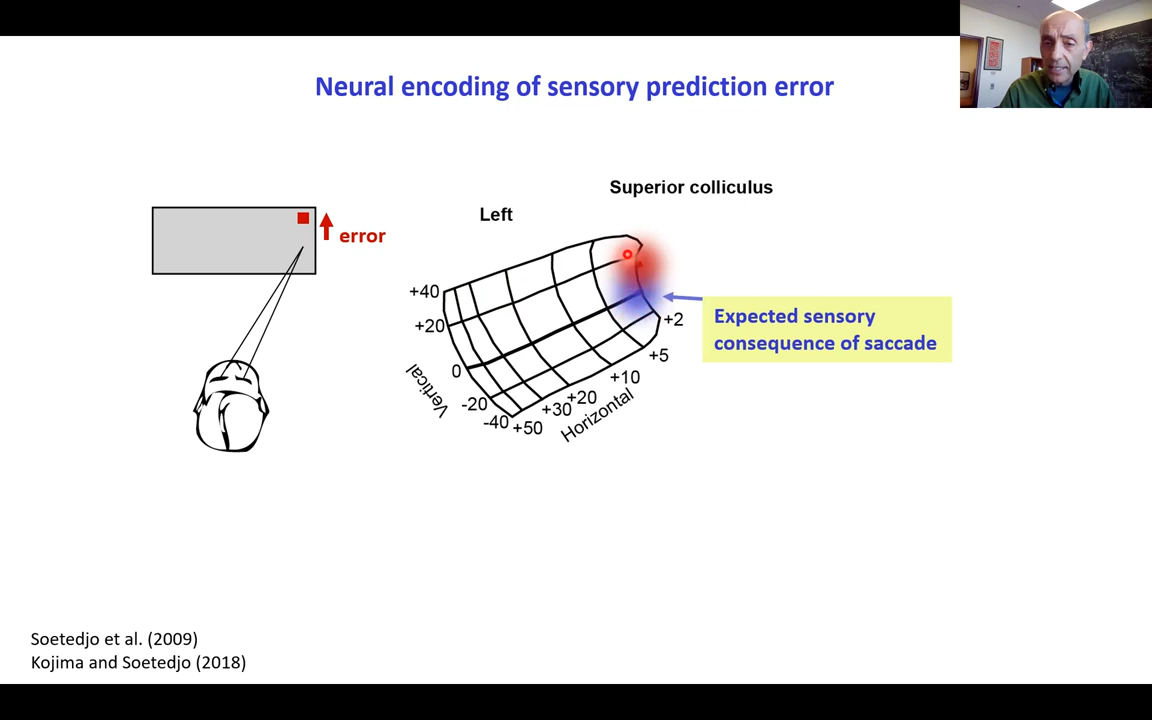 Neural encoding of sensory prediction error
Superior colliculus
Left
error
+40
+20
0
-20
-40
+50
+30
+20
+10
+5
+2
Vertical
Horizontal
Expected sensory
consequence of saccade
Soetedjo et al. (2009)
Kojima and Soetedjo (2018)